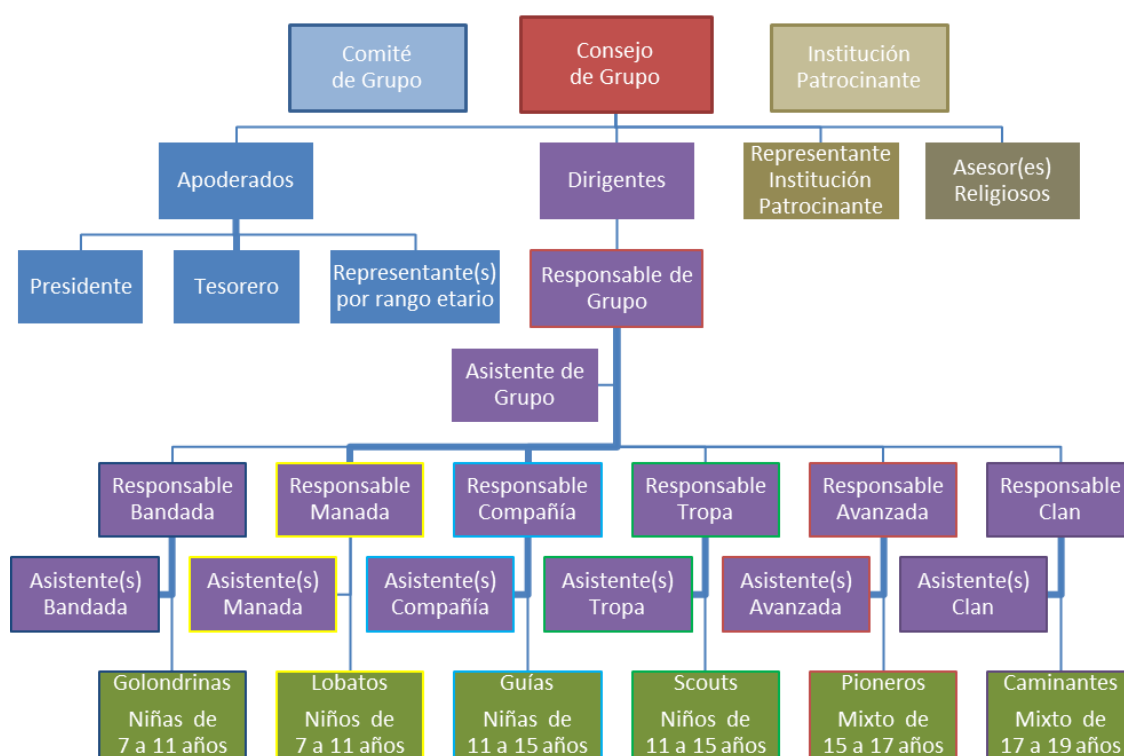 Comité
de Grupo
Consejo
de Grupo
Institución
Patrocinante
Apoderados
Dirigentes
Representante
Institución
Patrocinante
Asesor(es)
Religiosos
Presidente
Tesorero
Representante(s)
por rango etario
Responsable de
Grupo
Asistente de
Grupo
Responsable
Bandada
Responsable
Manada
Responsable
Compañía
Responsable
Tropa
Responsable
Avanzada
Responsable
Clan
Asistente(s)
Bandada
Asistente(s)
Manada
Asistente(s)
Compañía
Asistente(s)
Tropa
Asistente(s)
Avanzada
Asistente(s)
Clan
Golondrinas
Niñas de
7 a 11 años
Lobatos
Niños de
7 a 11 años
Guías
Niñas de
11 a 15 años
Scouts
Niños de
11 a 15 años
Pioneros
Mixto de
15 a 17 años
Caminantes
Mixto de
17 a 19 años